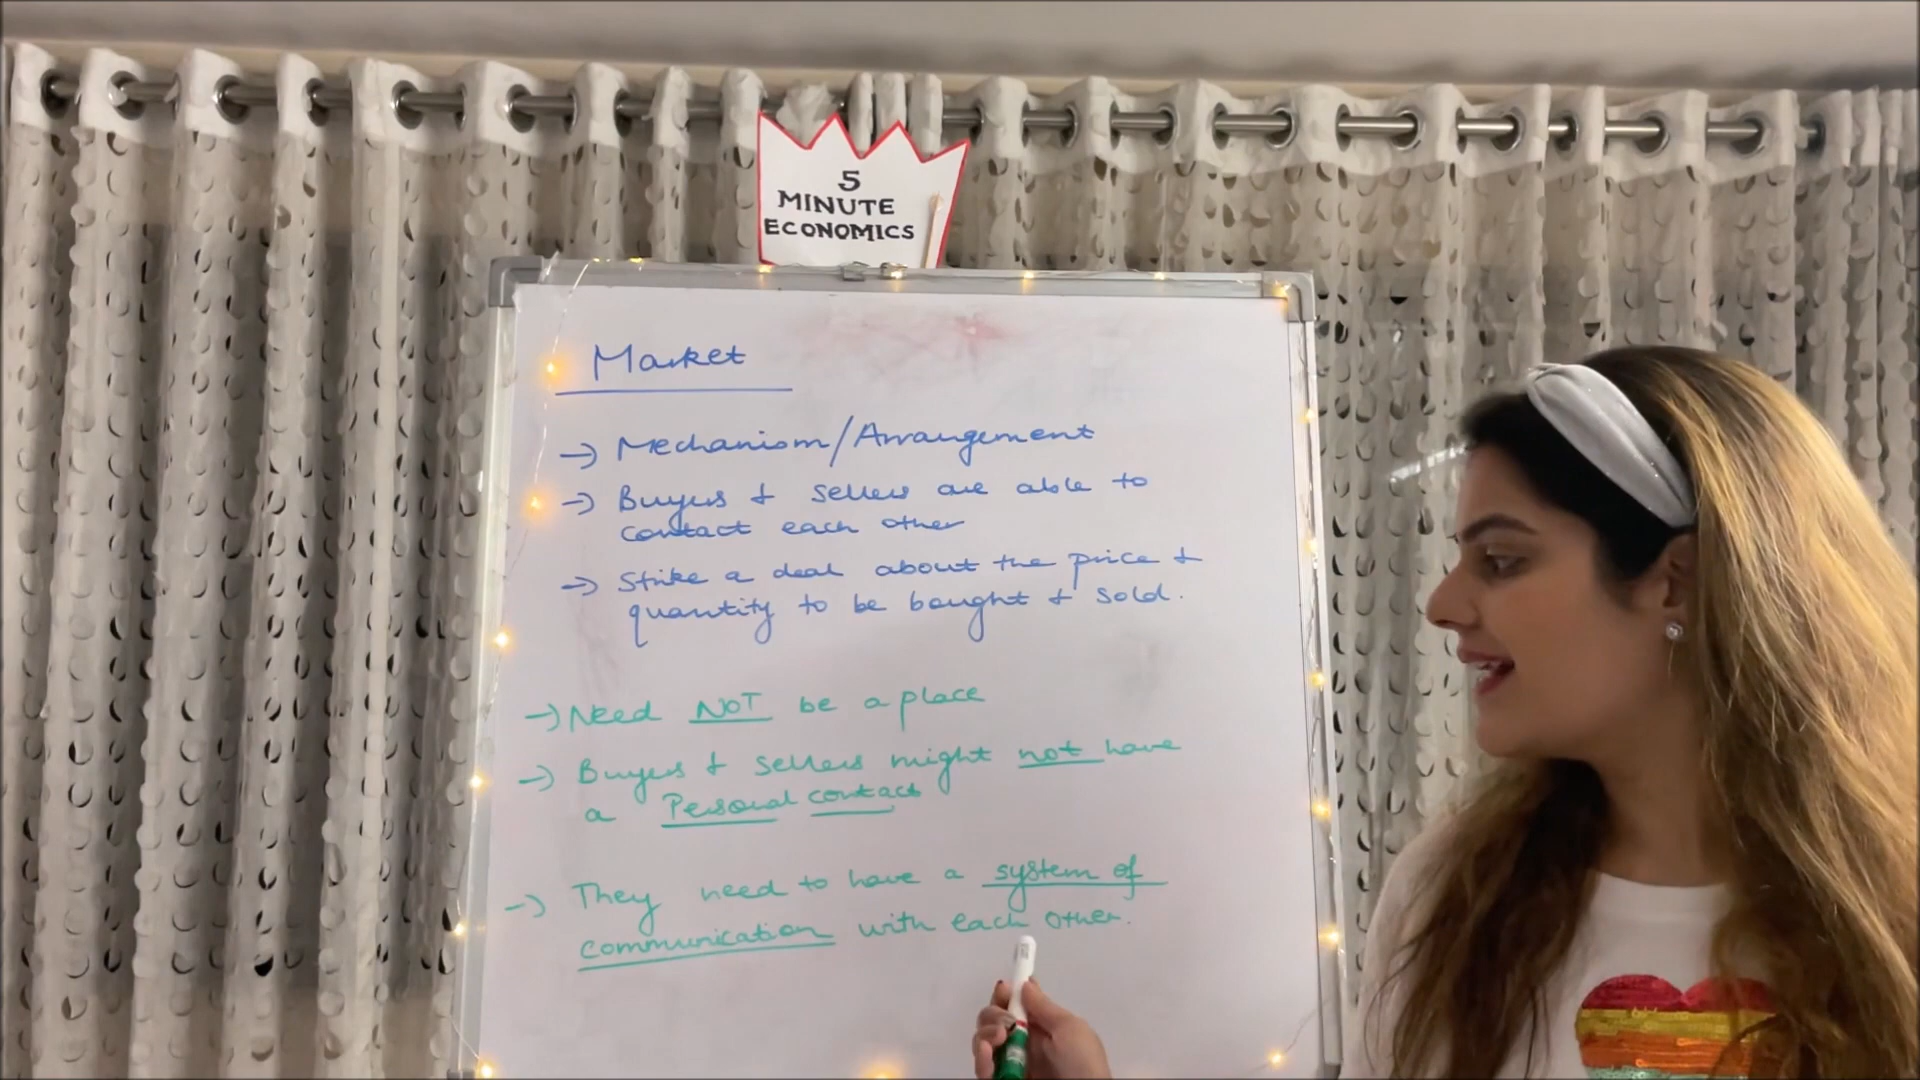 5
MINUTE
ECONOMICS
Market
→ Mechanism/Arrangement
→ Buyers & sellers are able to
contact each other
→ Strike a deal about the price &
quantity to be bought & sold.
→ Need NOT be a place
→ Buyers & sellers might not have
a Personal contact
→ They need to have a system of
communication with each other.